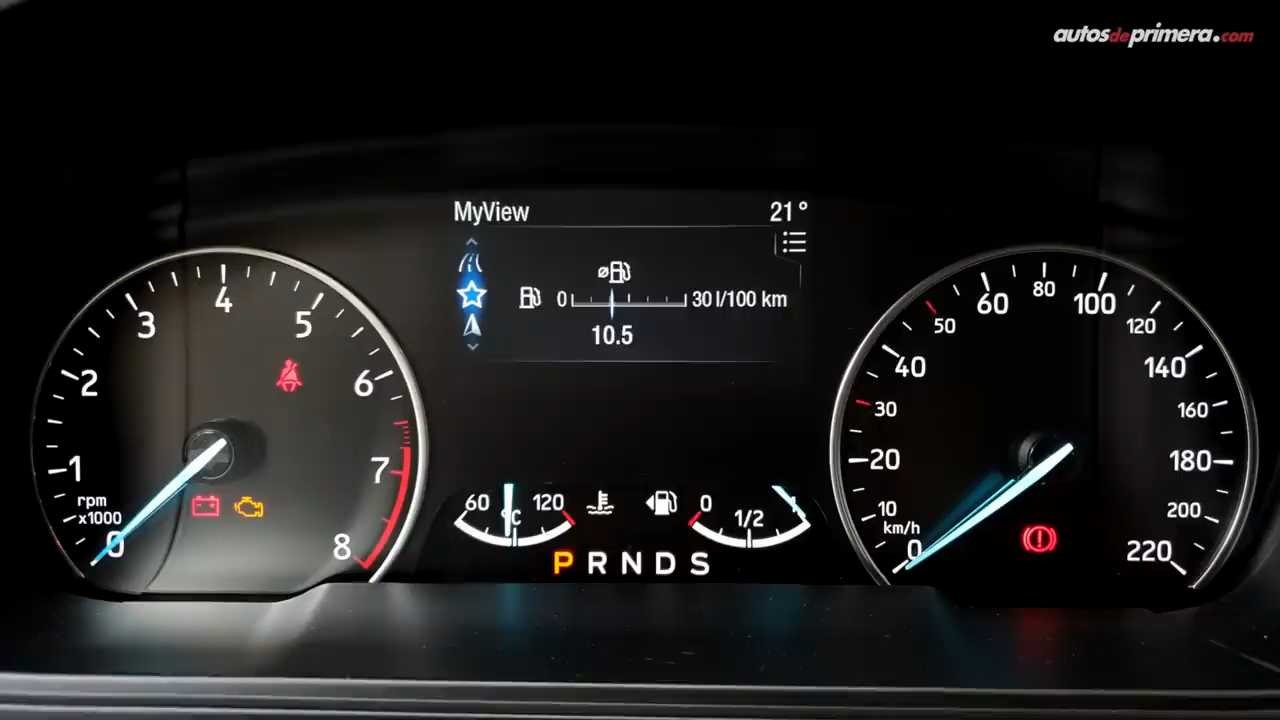 autosdeprimera.com
MyView 21°
0 30 l/100 km
10.5
0 1 2 3 4 5 6 7 8
rpm
x1000
60 °C 120
0 1/2 1
P R N D S
0 10 20 30 40 50 60 80 100 120 140 160 180 200 220
km/h